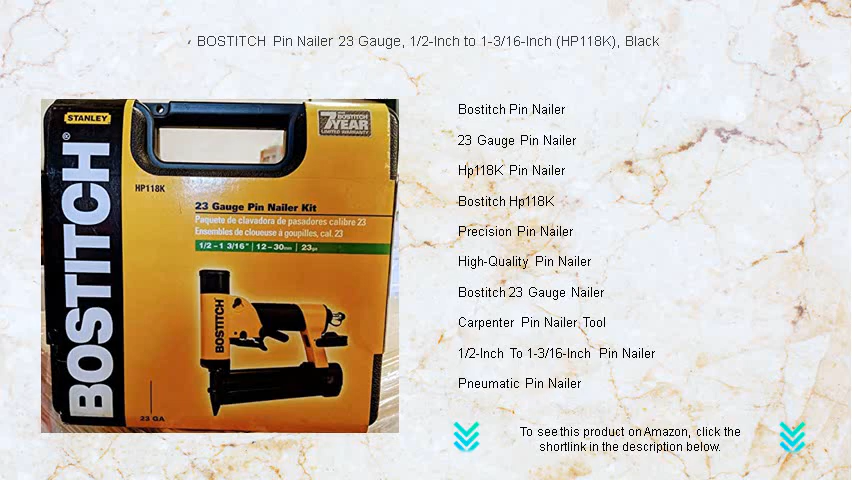 BOSTITCH Pin Nailer 23 Gauge, 1/2-Inch to 1-3/16-Inch (HP118K), Black
STANLEY
BOSTITCH®
7 YEAR
BOSTITCH
LIMITED WARRANTY
HP118K
23 Gauge Pin Nailer Kit
Paquete de clavadora de pasadores calibre 23
Ensembles de cloueuse à goupilles, cal. 23
1/2 – 1 3/16" | 12 – 30mm | 23ga
BOSTITCH
23 GA
Bostitch Pin Nailer
23 Gauge Pin Nailer
Hp118K Pin Nailer
Bostitch Hp118K
Precision Pin Nailer
High-Quality Pin Nailer
Bostitch 23 Gauge Nailer
Carpenter Pin Nailer Tool
1/2-Inch To 1-3/16-Inch Pin Nailer
Pneumatic Pin Nailer
To see this product on Amazon, click the
shortlink in the description below.